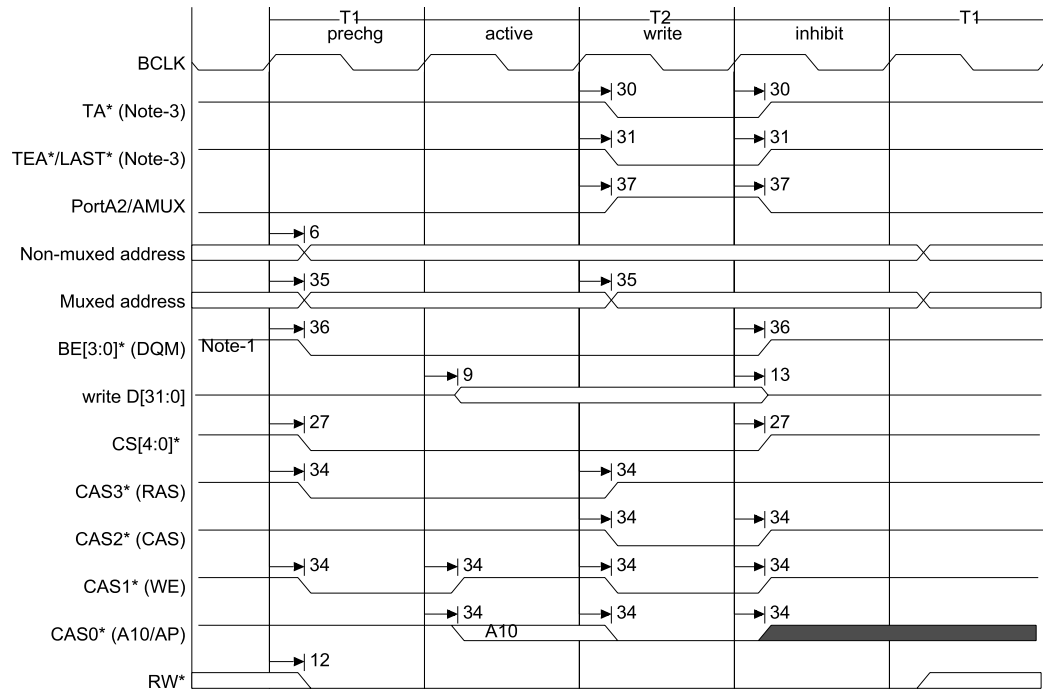 T1 T2 T1
prechg active write inhibit
BCLK
30 30
TA* (Note-3)
31 31
TEA*/LAST* (Note-3)
37 37
PortA2/AMUX
6
Non-muxed address
35 35
Muxed address
36 36
BE[3:0]* (DQM) Note-1
9 13
write D[31:0]
27 27
CS[4:0]*
34 34
CAS3* (RAS)
34 34
CAS2* (CAS)
34 34 34 34
CAS1* (WE)
34 34 34
CAS0* (A10/AP) A10
12
RW*